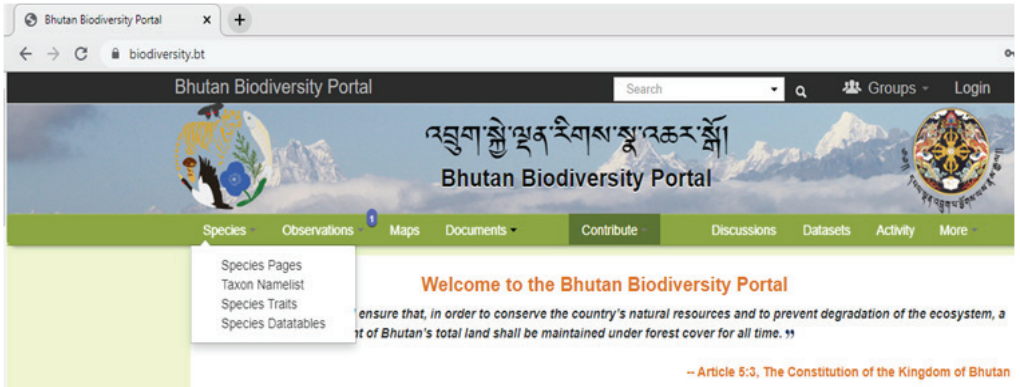 Bhutan Biodiversity Portal
biodiversity.bt
Bhutan Biodiversity Portal
Search
Groups
Login
Bhutan Biodiversity Portal
Species
Observations
1
Maps
Documents
Contribute
Discussions
Datasets
Activity
More
Species Pages
Taxon Namelist
Species Traits
Species Datatables
Welcome to the Bhutan Biodiversity Portal
ensure that, in order to conserve the country's natural resources and to prevent degradation of the ecosystem, a
of Bhutan's total land shall be maintained under forest cover for all time. ”
-- Article 5:3, The Constitution of the Kingdom of Bhutan